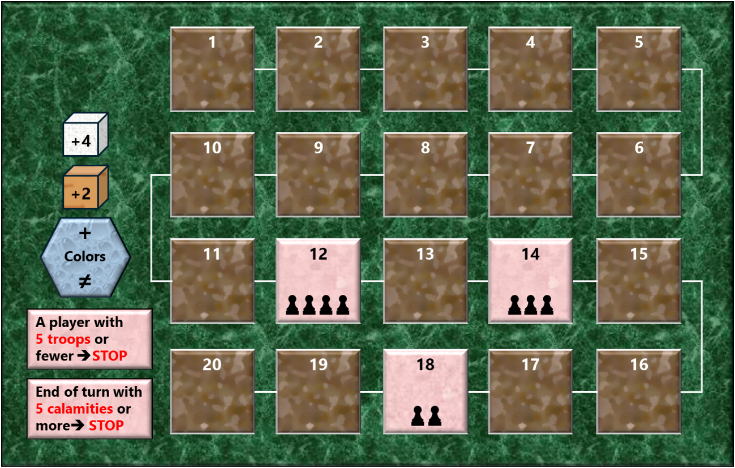 1 2 3 4 5
+4
10 9 8 7 6
+2
+
Colors
≠
11 12 13 14 15
A player with
5 troops or
fewer ➔STOP
20 19 18 17 16
End of turn with
5 calamities or
more➔ STOP